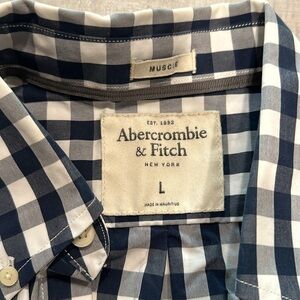 MUSCLE
EST. 1892
Abercrombie
& Fitch
NEW YORK
L
MADE IN MAURITIUS